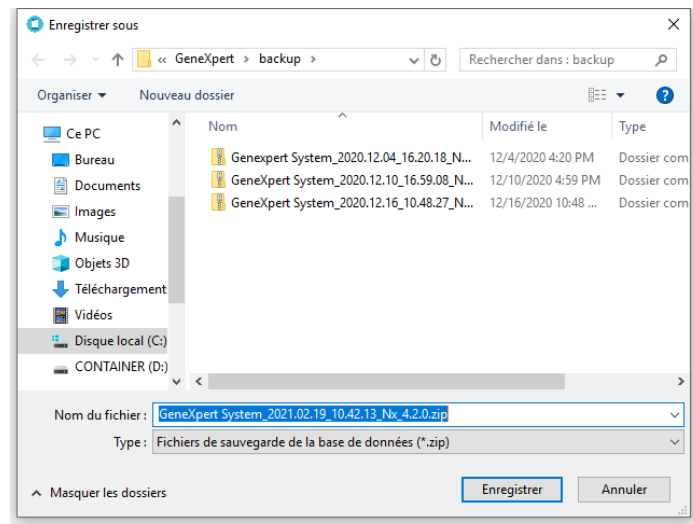 Enregistrer sous
« GeneXpert > backup >
Rechercher dans : backup
Organiser
Nouveau dossier
Nom
Modifié le
Type
Ce PC
Bureau
Documents
Images
Musique
Objets 3D
Téléchargement
Vidéos
Disque local (C:)
CONTAINER (D:)
Genexpert System_2020.12.04_16.20.18_N... 12/4/2020 4:20 PM Dossier com
GeneXpert System_2020.12.10_16.59.08_N... 12/10/2020 4:59 PM Dossier com
GeneXpert System_2020.12.16_10.48.27_N... 12/16/2020 10:48 ... Dossier com
Nom du fichier : GeneXpert System_2021.02.19_10.42.13_Nx_4.2.0.zip
Type : Fichiers de sauvegarde de la base de données (*.zip)
Masquer les dossiers
Enregistrer
Annuler